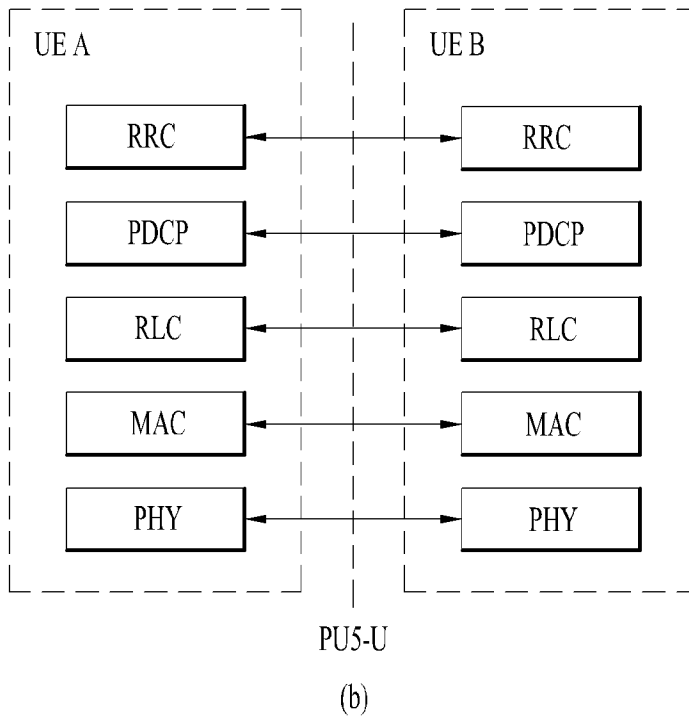 UE A
UE B
RRC
RRC
PDCP
PDCP
RLC
RLC
MAC
MAC
PHY
PHY
PU5-U
(b)